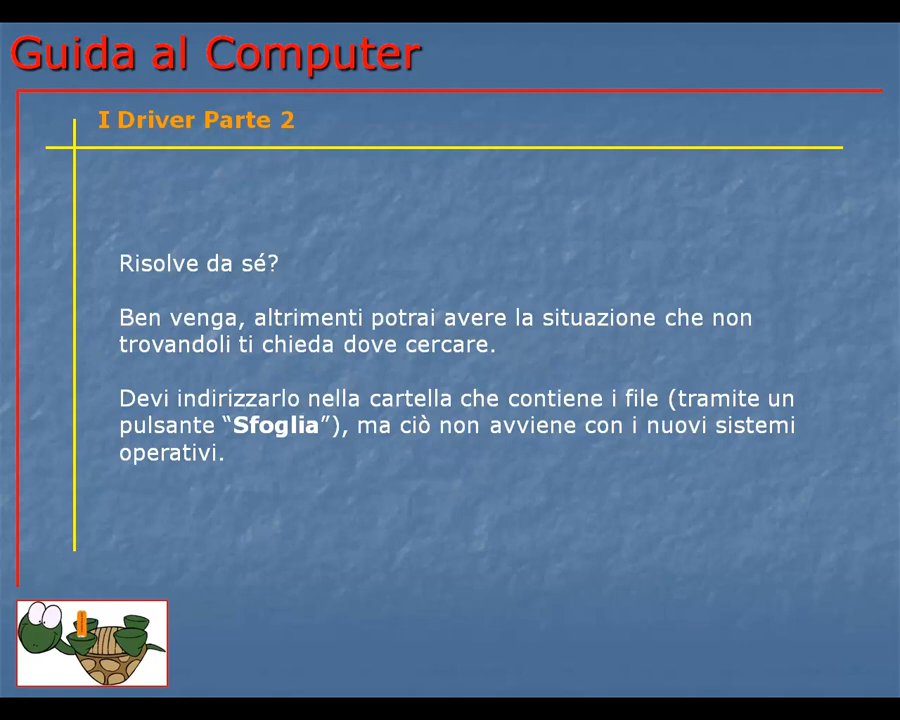 Guida al Computer
I Driver Parte 2
Risolve da sé?
Ben venga, altrimenti potrai avere la situazione che non
trovandoli ti chieda dove cercare.
Devi indirizzarlo nella cartella che contiene i file (tramite un
pulsante “Sfoglia”), ma ciò non avviene con i nuovi sistemi
operativi.